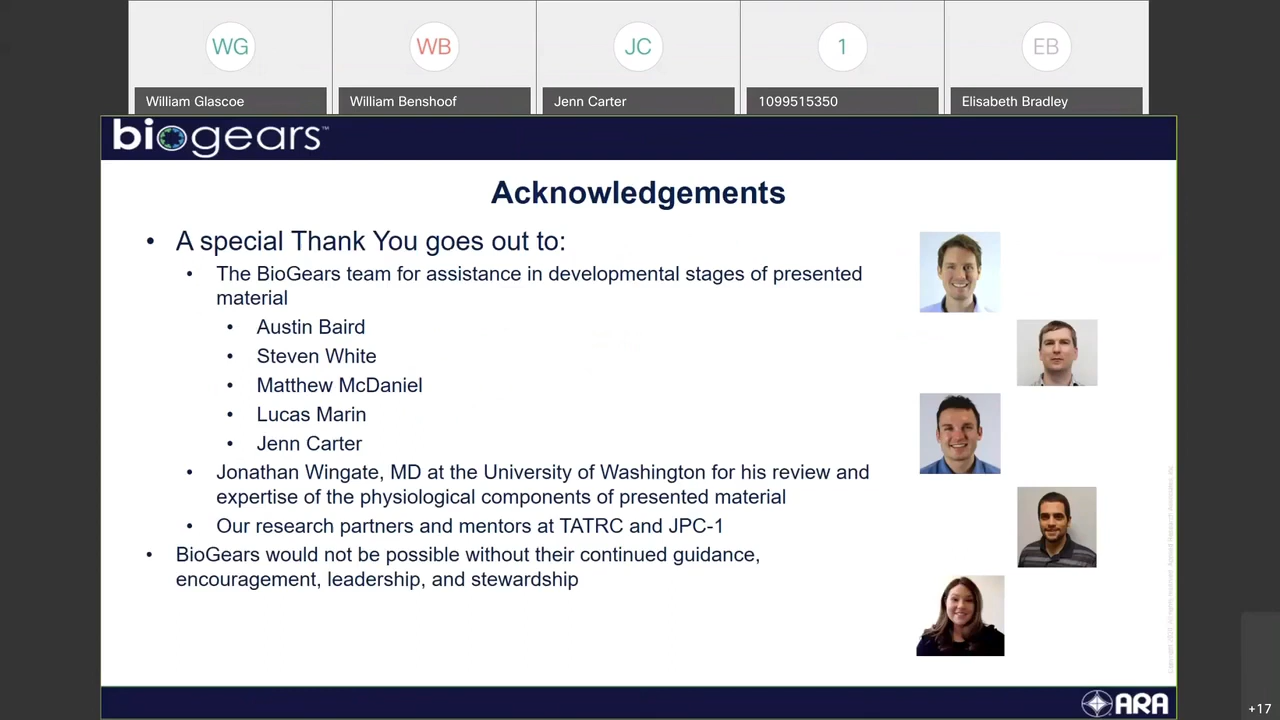 WG
WB
JC
1
EB
William Glascoe
William Benshoof
Jenn Carter
1099515350
Elisabeth Bradley
biogears™
Acknowledgements
• A special Thank You goes out to:
• The BioGears team for assistance in developmental stages of presented
material
• Austin Baird
• Steven White
• Matthew McDaniel
• Lucas Marin
• Jenn Carter
• Jonathan Wingate, MD at the University of Washington for his review and
expertise of the physiological components of presented material
• Our research partners and mentors at TATRC and JPC-1
• BioGears would not be possible without their continued guidance,
encouragement, leadership, and stewardship
ARA
+17